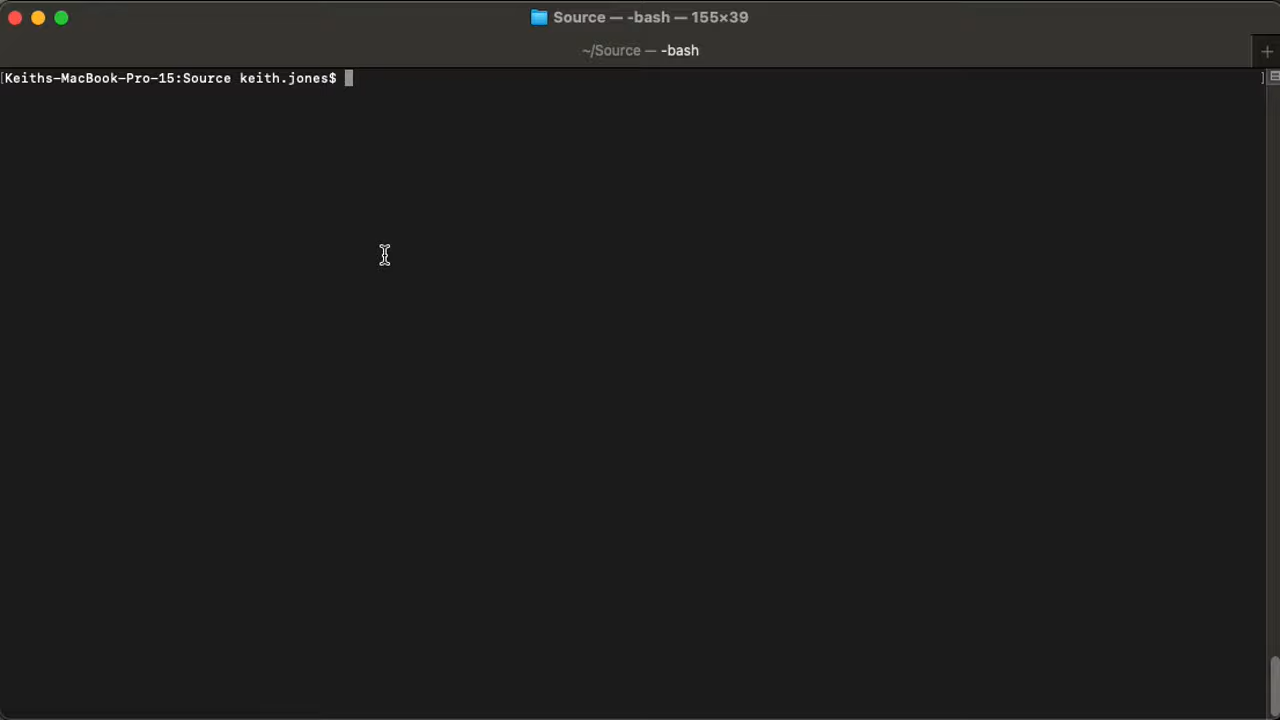 Source — -bash — 155×39
~/Source — -bash
[Keiths-MacBook-Pro-15:Source keith.jones$ ]